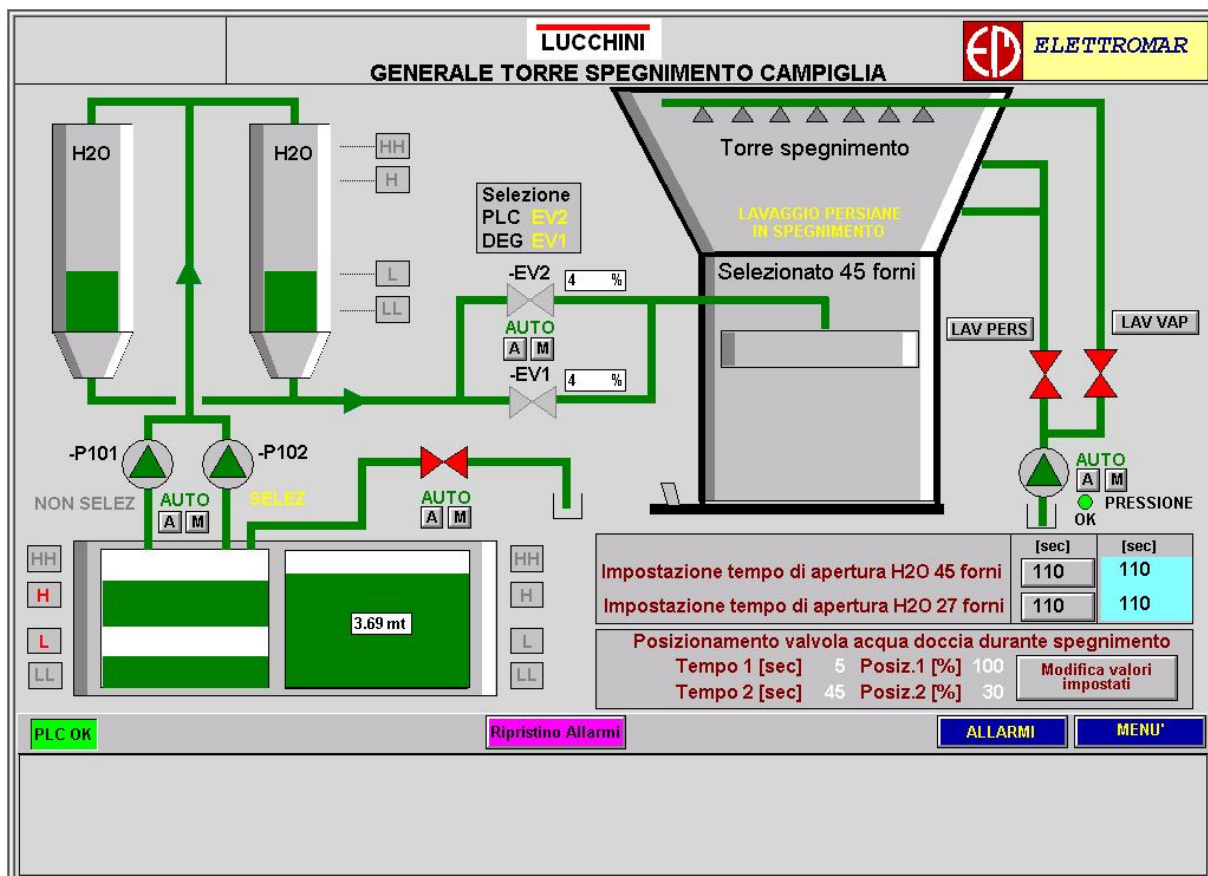 LUCCHINI
GENERALE TORRE SPEGNIMENTO CAMPIGLIA
EM
ELETTROMAR
H2O
H2O
HH
H
L
LL
Selezione
PLC EV2
DEG EV1
-EV2
4 %
AUTO
A M
-EV1
4 %
Torre spegnimento
LAVAGGIO PERSIANE
IN SPEGNIMENTO
Selezionato 45 forni
LAV PERS
LAV VAP
AUTO
A M
PRESSIONE
OK
-P101
-P102
NON SELEZ
AUTO
A M
SELEZ
AUTO
A M
HH
H
L
LL
3.69 mt
HH
H
L
LL
[sec] [sec]
Impostazione tempo di apertura H2O 45 forni 110 110
Impostazione tempo di apertura H2O 27 forni 110 110
Posizionamento valvola acqua doccia durante spegnimento
Tempo 1 [sec] 5 Posiz.1 [%] 100
Tempo 2 [sec] 45 Posiz.2 [%] 30
Modifica valori
impostati
PLC OK
Ripristino Allarmi
ALLARMI
MENU'